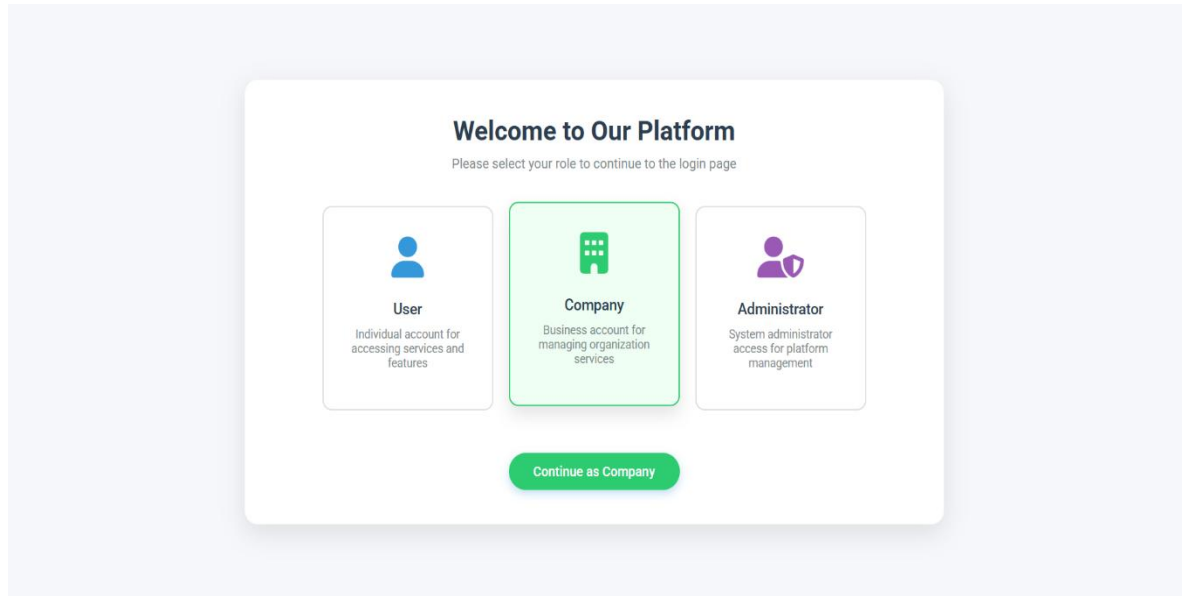 Welcome to Our Platform
Please select your role to continue to the login page
User
Individual account for
accessing services and
features
Company
Business account for
managing organization
services
Administrator
System administrator
access for platform
management
Continue as Company